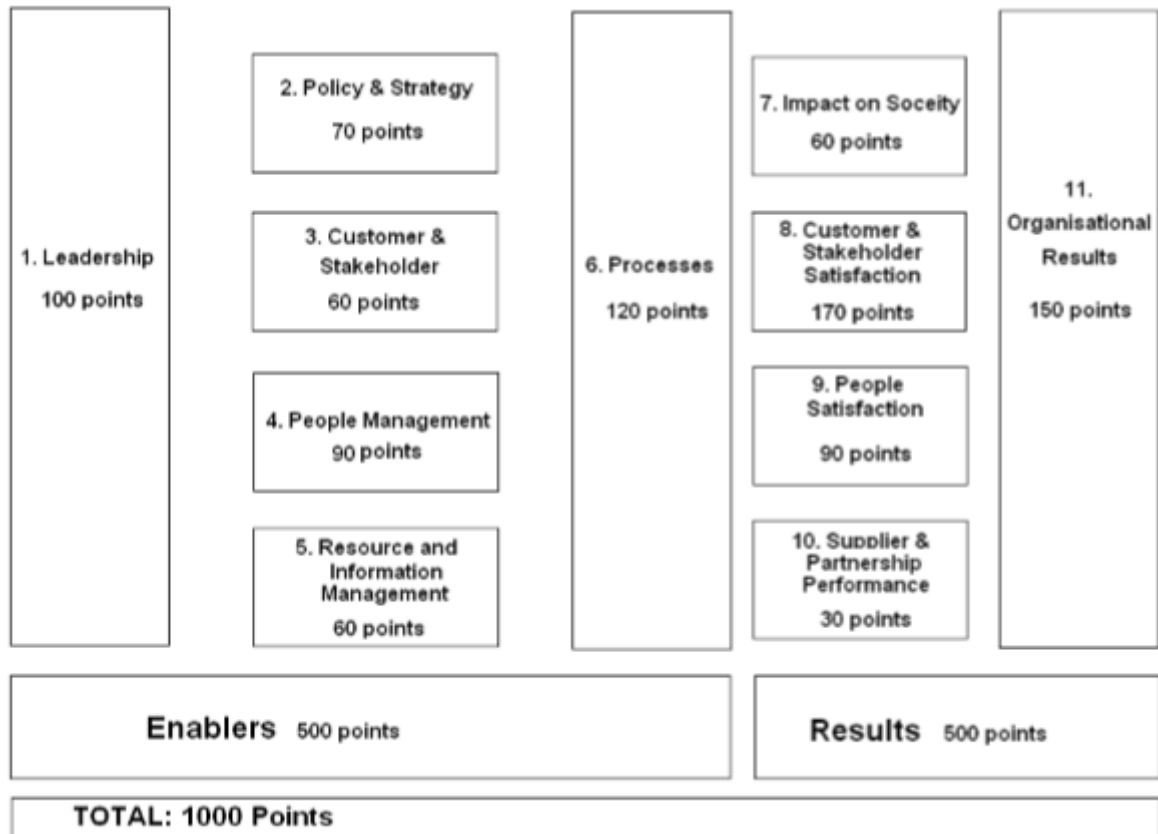 1. Leadership
100 points
2. Policy & Strategy
70 points
3. Customer &
Stakeholder
60 points
4. People Management
90 points
5. Resource and
Information
Management
60 points
6. Processes
120 points
7. Impact on Soceity
60 points
8. Customer &
Stakeholder
Satisfaction
170 points
9. People
Satisfaction
90 points
10. Supplier &
Partnership
Performance
30 points
11.
Organisational
Results
150 points
Enablers 500 points
Results 500 points
TOTAL: 1000 Points